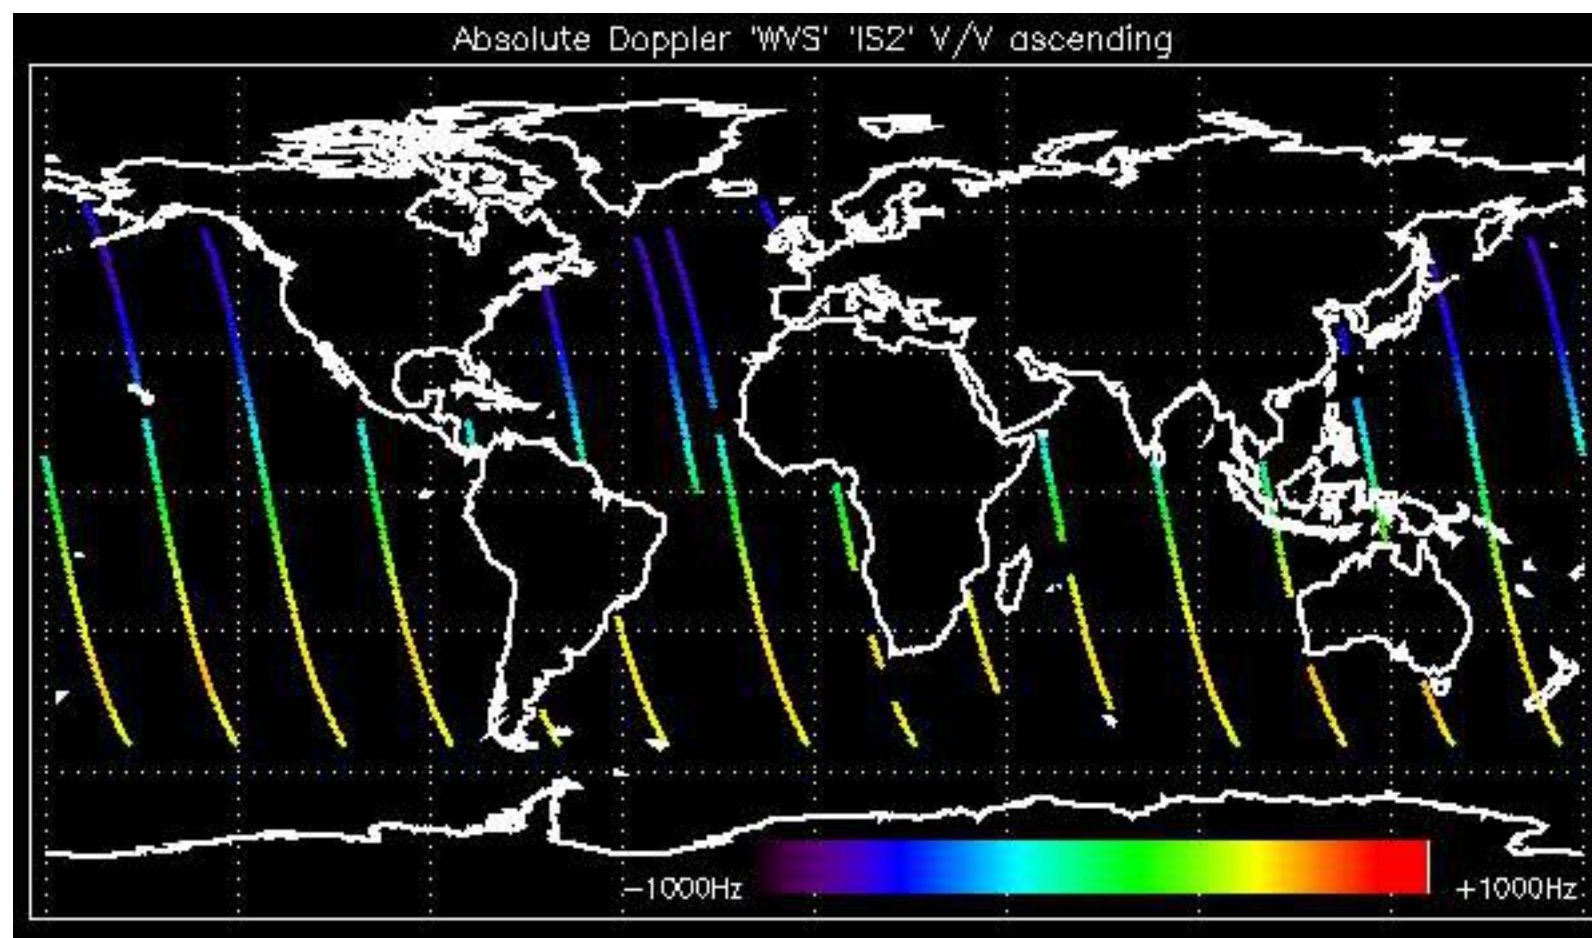 Absolute Doppler 'WVS' 'IS2' V/V ascending
-1000Hz
+1000Hz